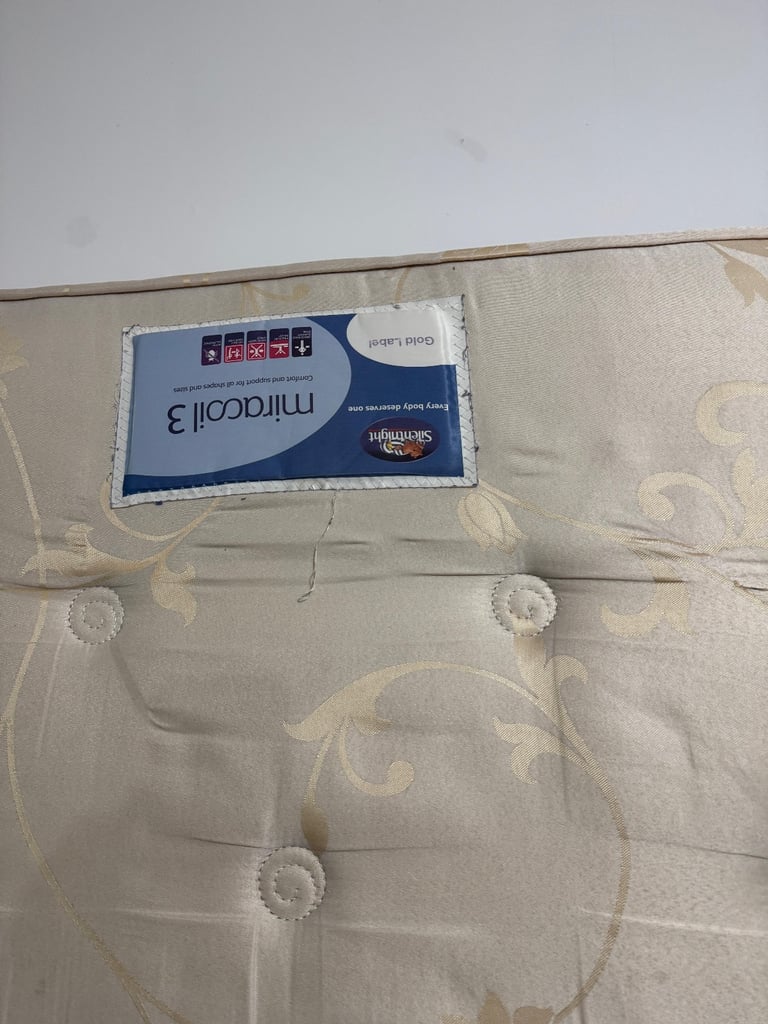 Silentnight
Every body deserves one
miracoil 3
Comfort and support for all shapes and sizes
Gold Label